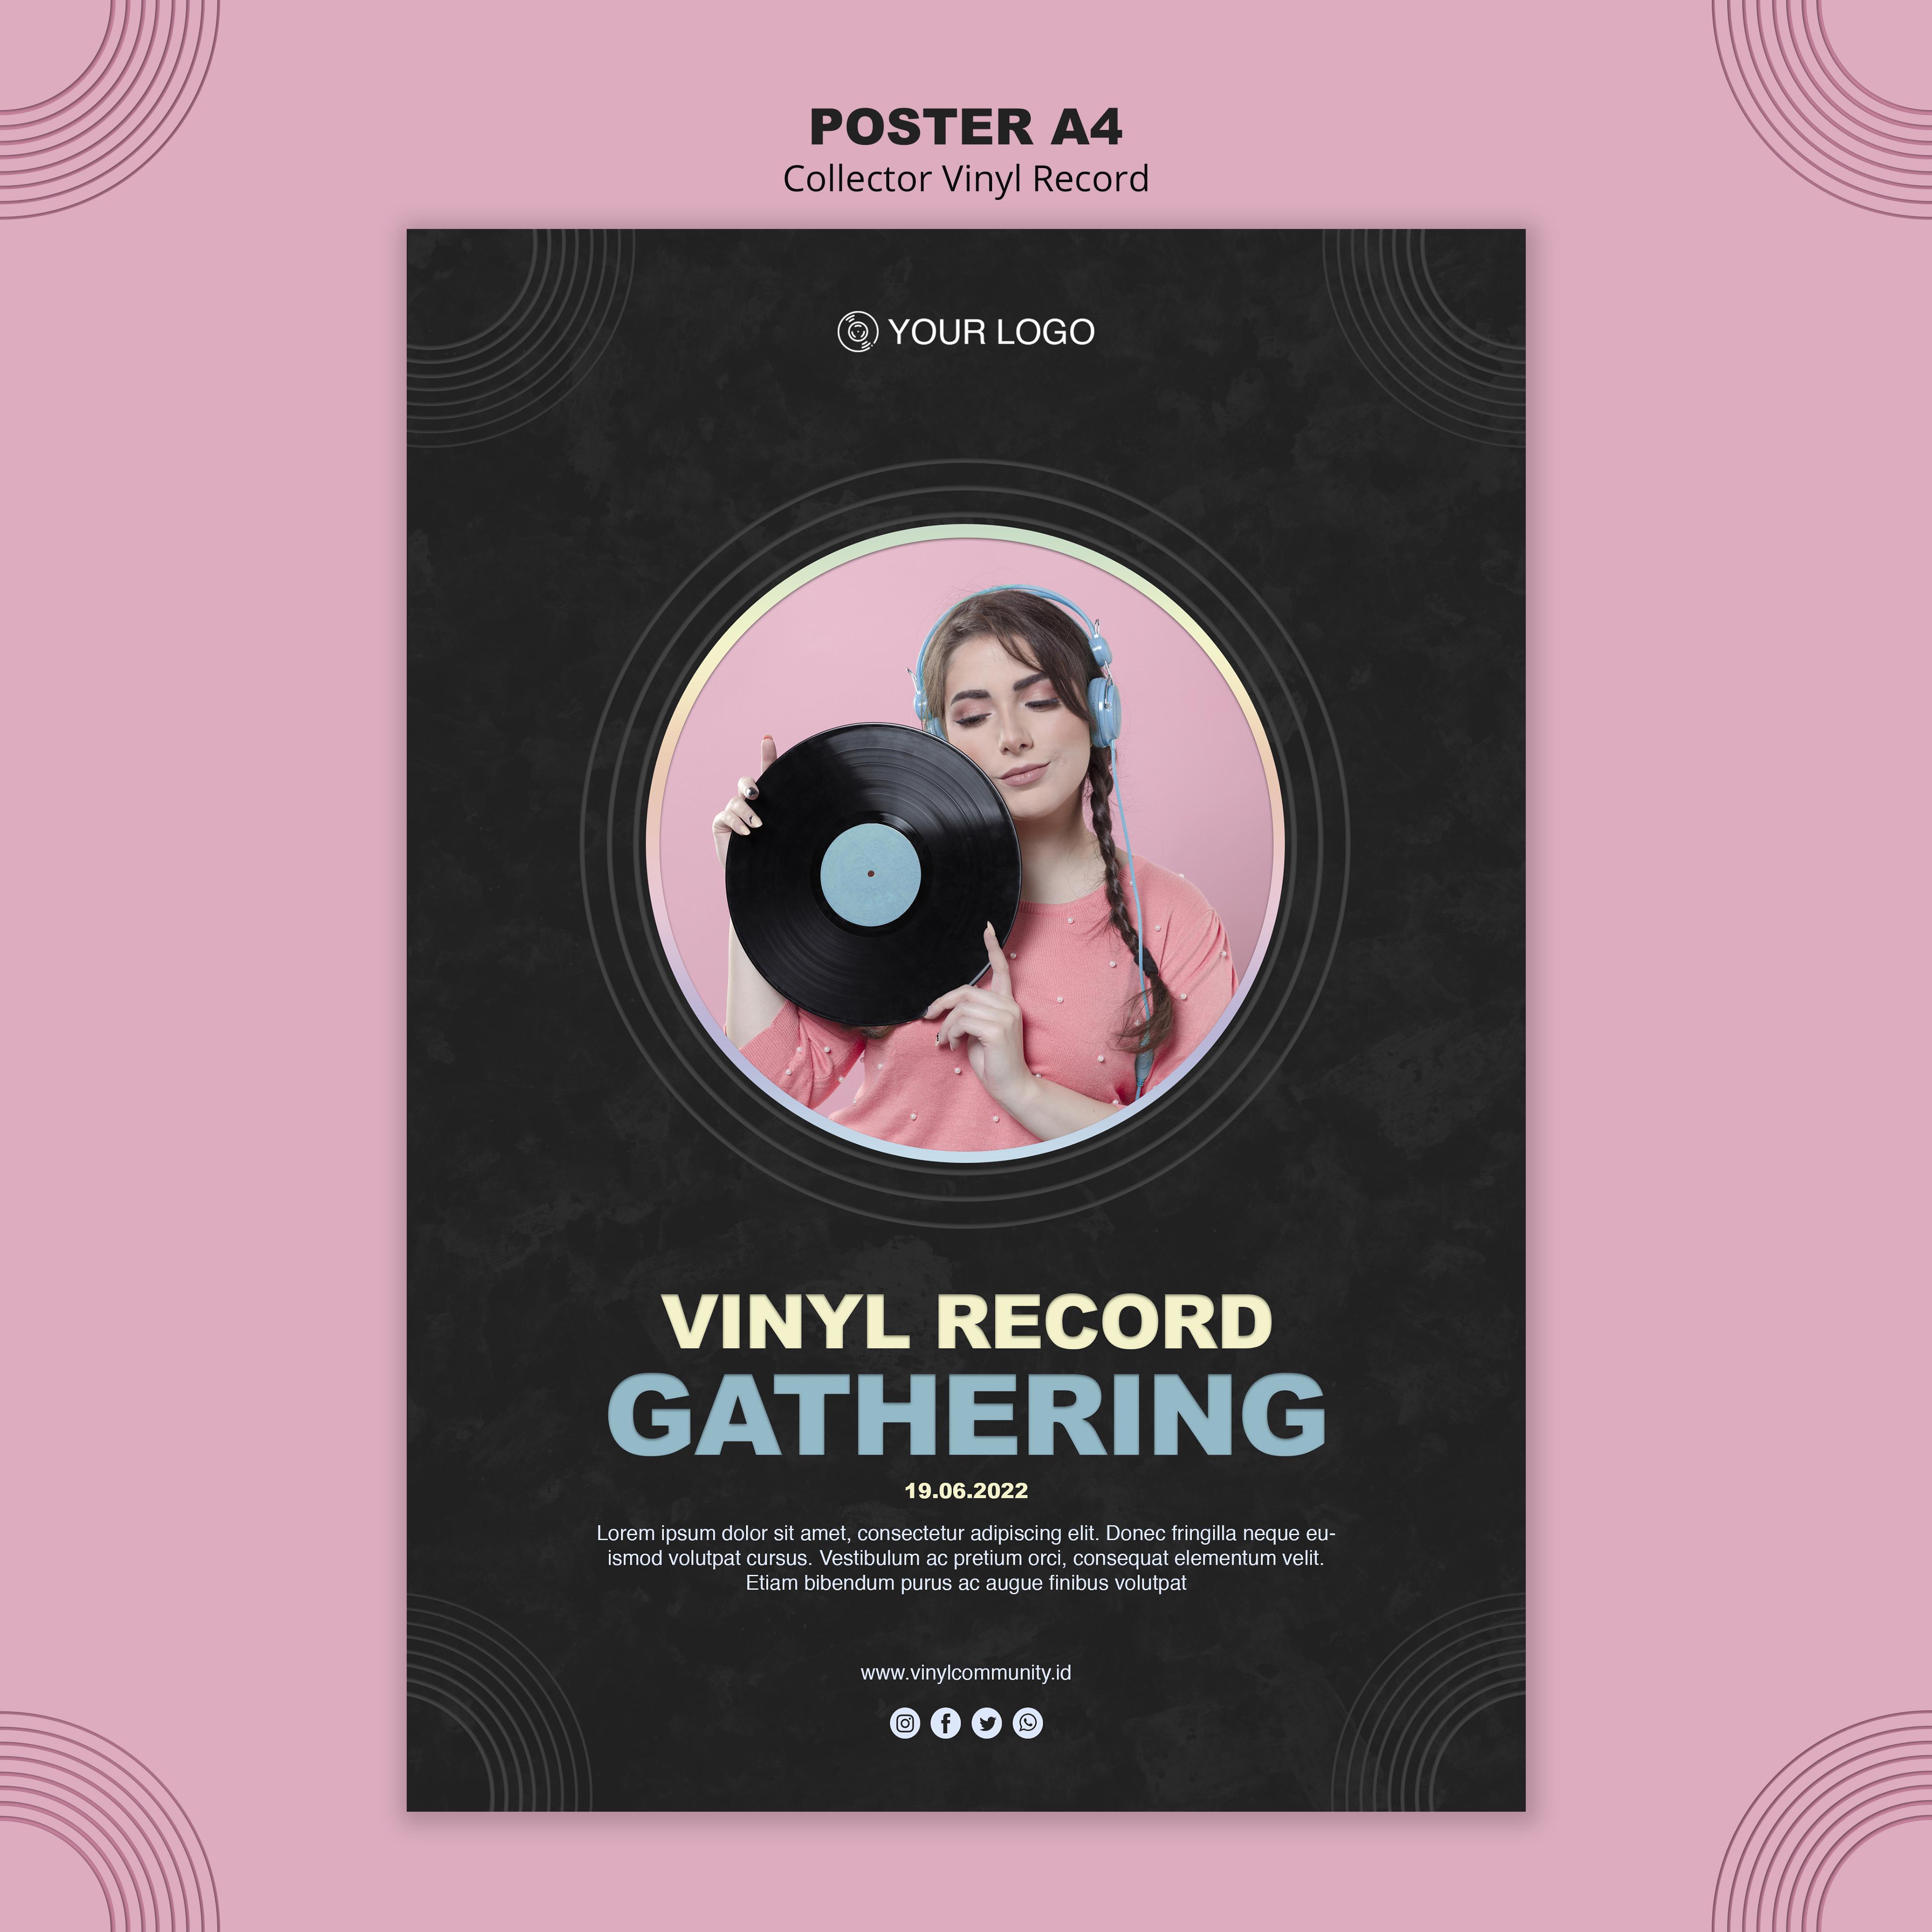 POSTER A4
Collector Vinyl Record
YOUR LOGO
VINYL RECORD
GATHERING
19.06.2022
Lorem ipsum dolor sit amet, consectetur adipiscing elit. Donec fringilla neque eu-
ismod volutpat cursus. Vestibulum ac pretium orci, consequat elementum velit.
Etiam bibendum purus ac augue finibus volutpat
www.vinylcommunity.id